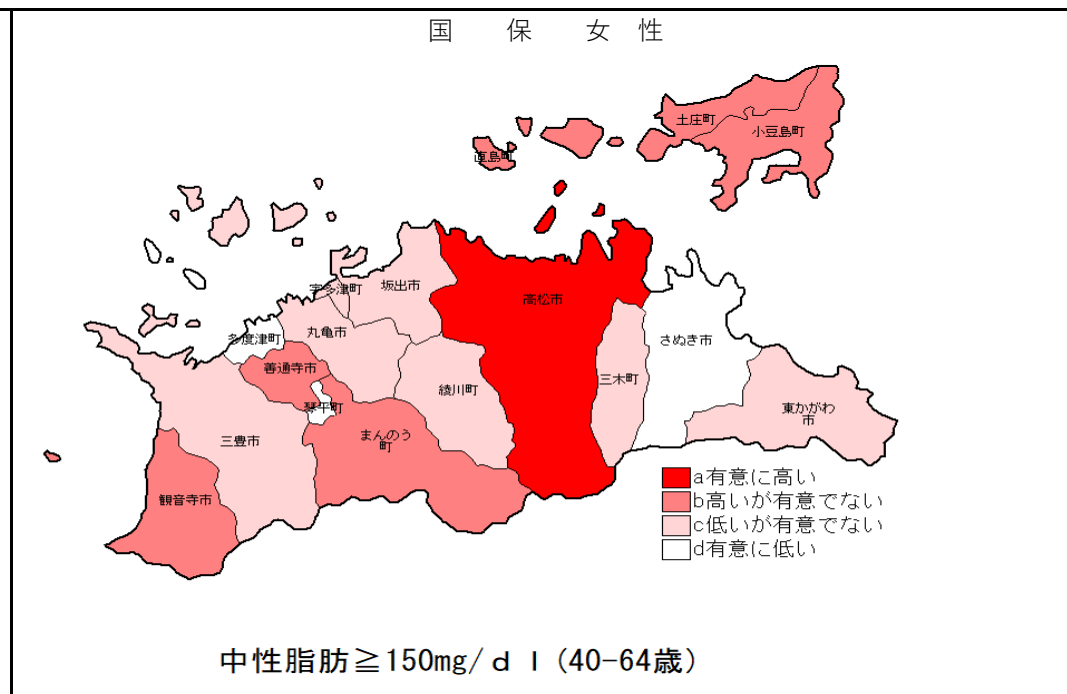 国 保 女 性
土庄町
小豆島町
直島町
宇多津町
坂出市
高松市
多度津町
丸亀市
さぬき市
善通寺市
三木町
綾川町
琴平町
東かがわ
市
まんのう
町
三豊市
観音寺市
a有意に高い
b高いが有意でない
c低いが有意でない
d有意に低い
中性脂肪≧150mg/ｄｌ(40-64歳)